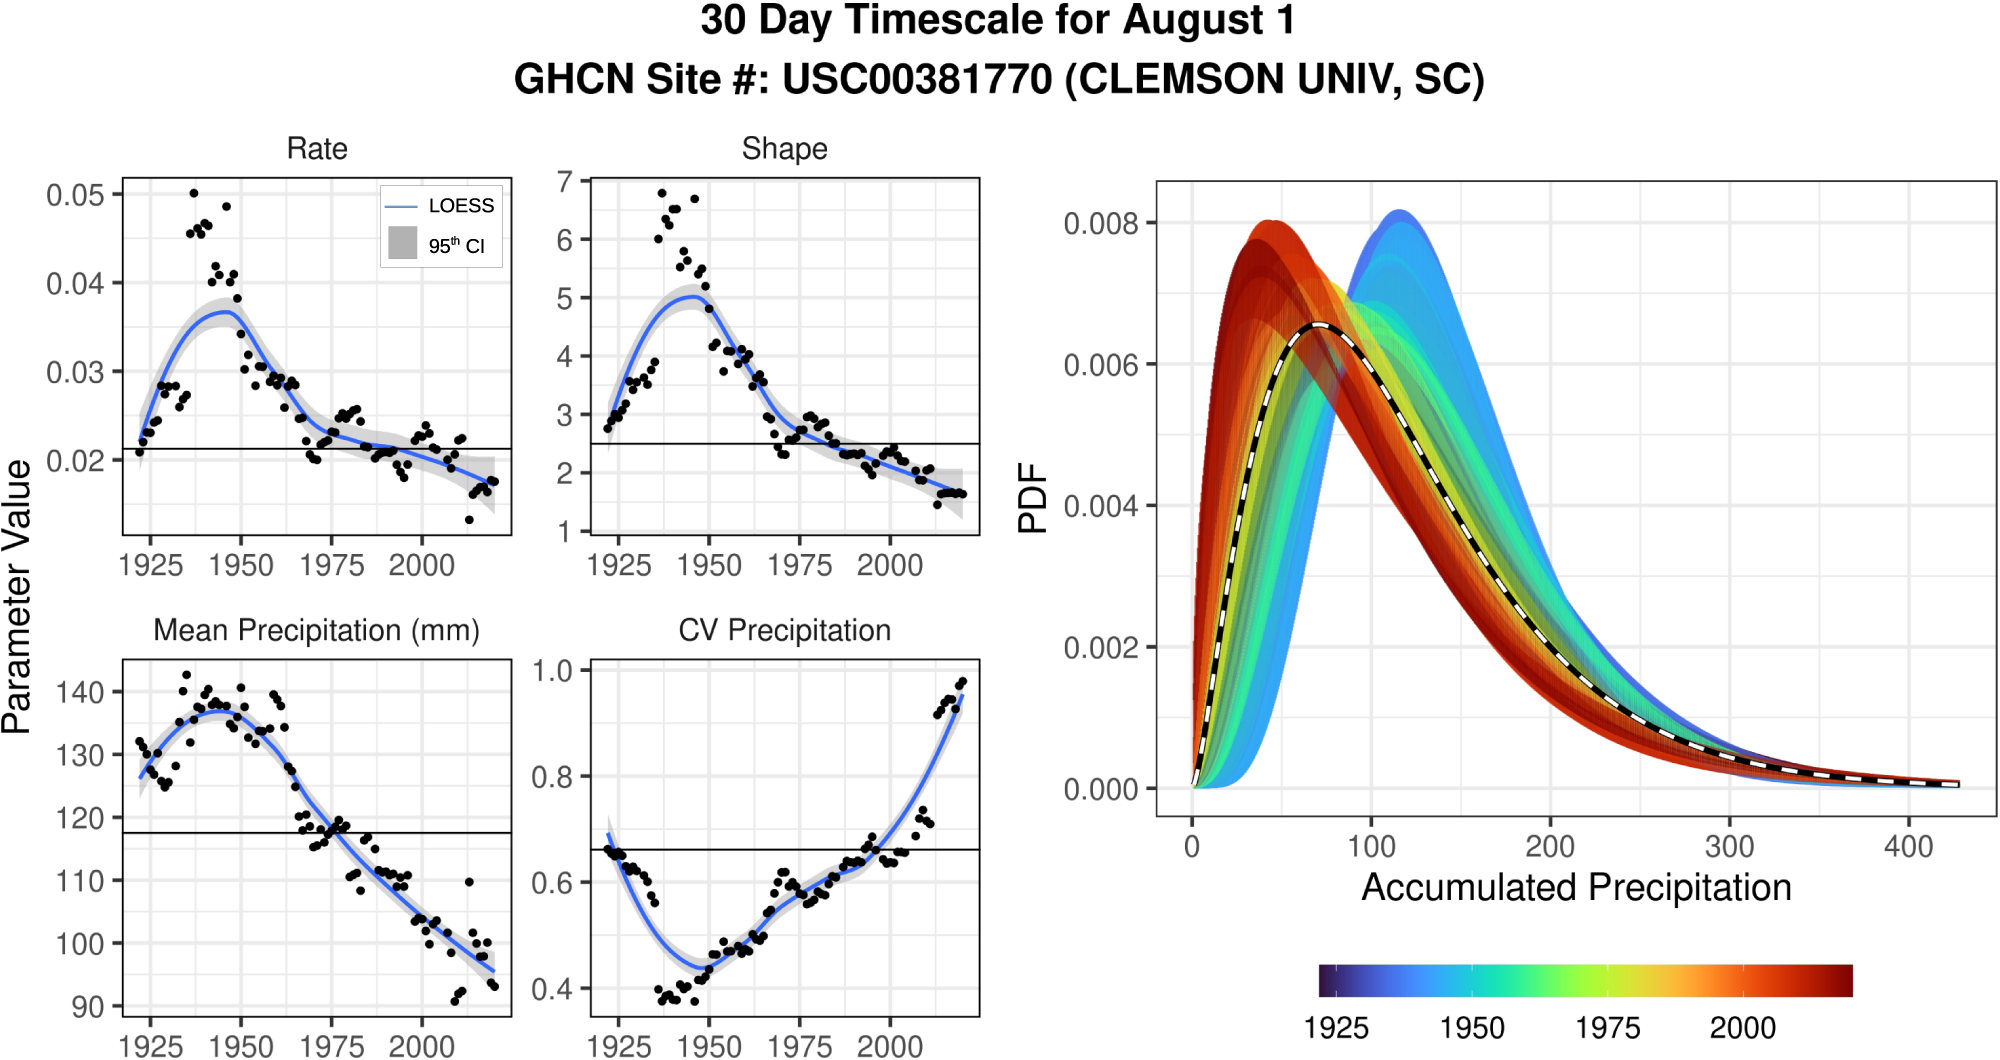 30 Day Timescale for August 1
GHCN Site #: USC00381770 (CLEMSON UNIV, SC)
Parameter Value
Rate
0.05
0.04
0.03
0.02
1925 1950 1975 2000
LOESS
95th CI
Shape
7
6
5
4
3
2
1
1925 1950 1975 2000
Mean Precipitation (mm)
140
130
120
110
100
90
1925 1950 1975 2000
CV Precipitation
1.0
0.8
0.6
0.4
1925 1950 1975 2000
PDF
0.008
0.006
0.004
0.002
0.000
0 100 200 300 400
Accumulated Precipitation
1925 1950 1975 2000